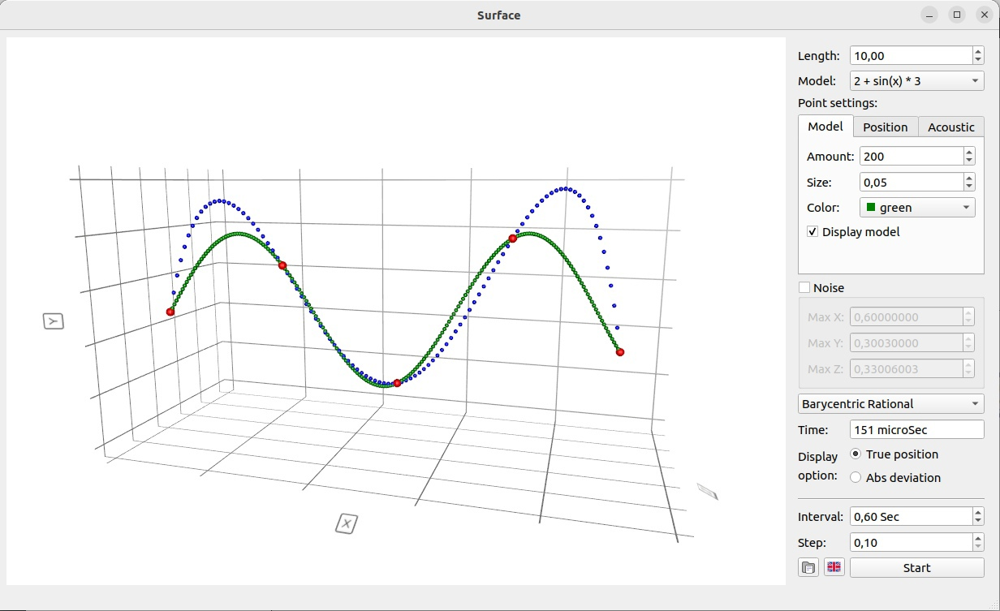 Surface
Length: 10,00
Model: 2 + sin(x) * 3
Point settings:
Model Position Acoustic
Amount: 200
Size: 0,05
Color: green
Display model
Noise
Max X: 0,60000000
Max Y: 0,30030000
Max Z: 0,33006003
Barycentric Rational
Time: 151 microSec
Display option:
True position
Abs deviation
Interval: 0,60 Sec
Step: 0,10
Start
Y
X